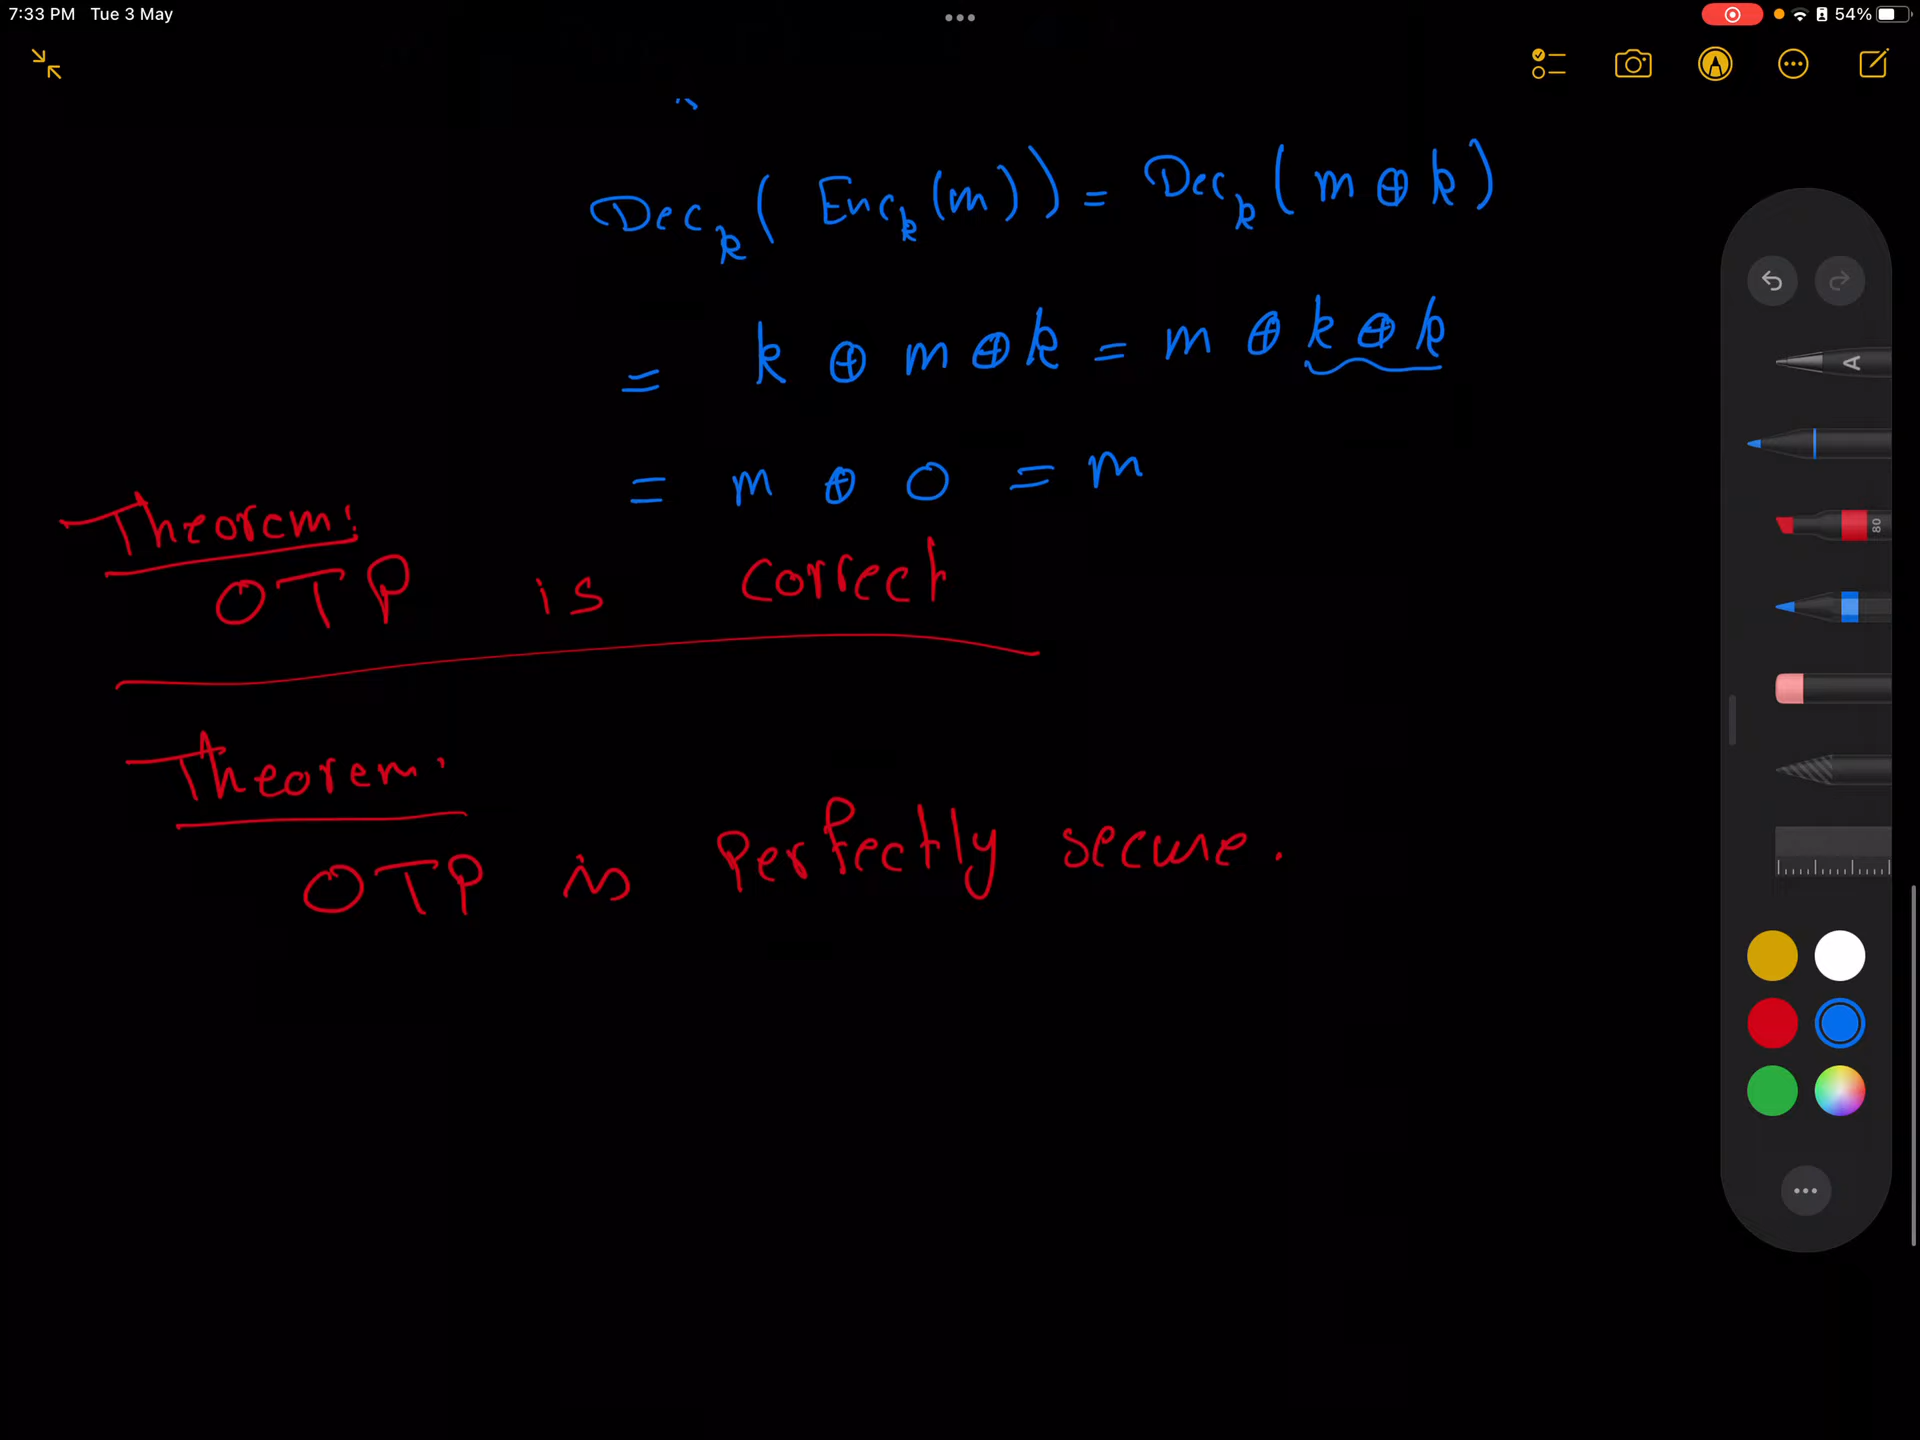 7:33 PM Tue 3 May
54%
Dec_k ( Enc_k (m) ) = Dec_k ( m ⊕ k )
= k ⊕ m ⊕ k = m ⊕ k ⊕ k
= m ⊕ 0 = m
Theorem:
OTP is correct
Theorem.
OTP is Perfectly secure.
A
80